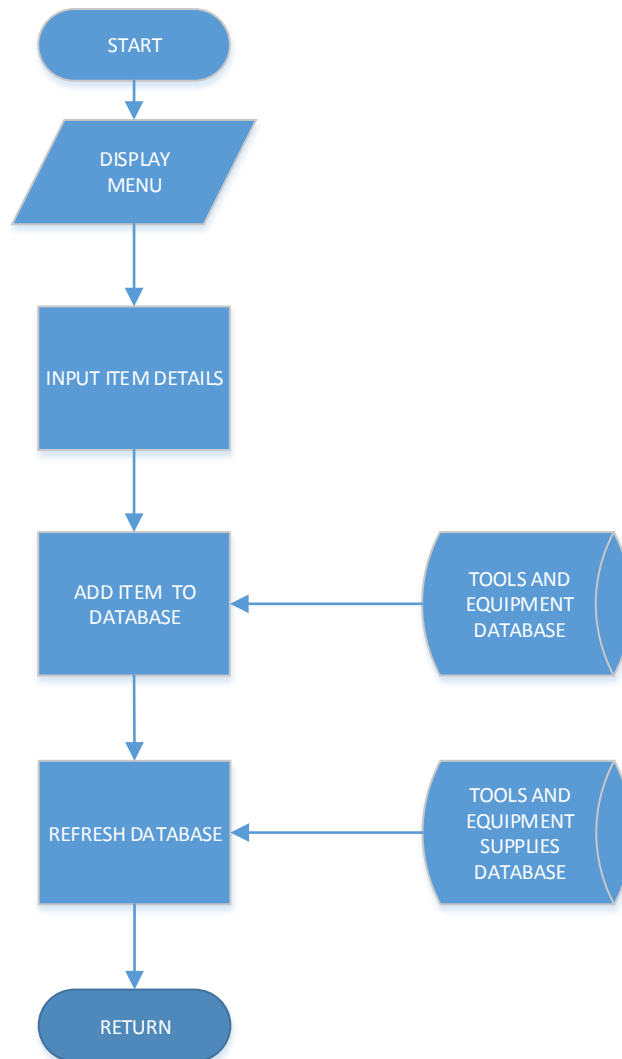 START
DISPLAY
MENU
INPUT ITEM DETAILS
ADD ITEM TO
DATABASE
TOOLS AND
EQUIPMENT
DATABASE
REFRESH DATABASE
TOOLS AND
EQUIPMENT
SUPPLIES
DATABASE
RETURN